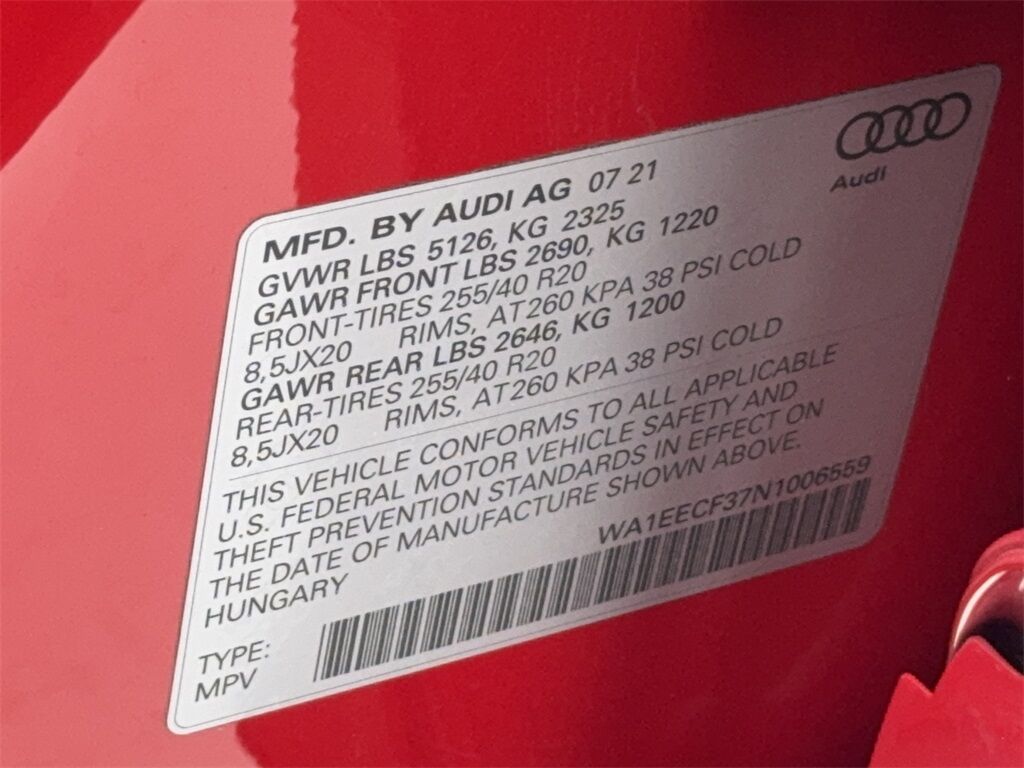 Audi
MFD. BY AUDI AG 07 21
GVWR LBS 5126, KG 2325
GAWR FRONT LBS 2690, KG 1220
FRONT-TIRES 255/40 R20
8,5JX20 RIMS, AT260 KPA 38 PSI COLD
GAWR REAR LBS 2646, KG 1200
REAR-TIRES 255/40 R20
8,5JX20 RIMS, AT260 KPA 38 PSI COLD
THIS VEHICLE CONFORMS TO ALL APPLICABLE
U.S. FEDERAL MOTOR VEHICLE SAFETY AND
THEFT PREVENTION STANDARDS IN EFFECT ON
THE DATE OF MANUFACTURE SHOWN ABOVE.
HUNGARY WA1EECF37N1006559
TYPE:
MPV